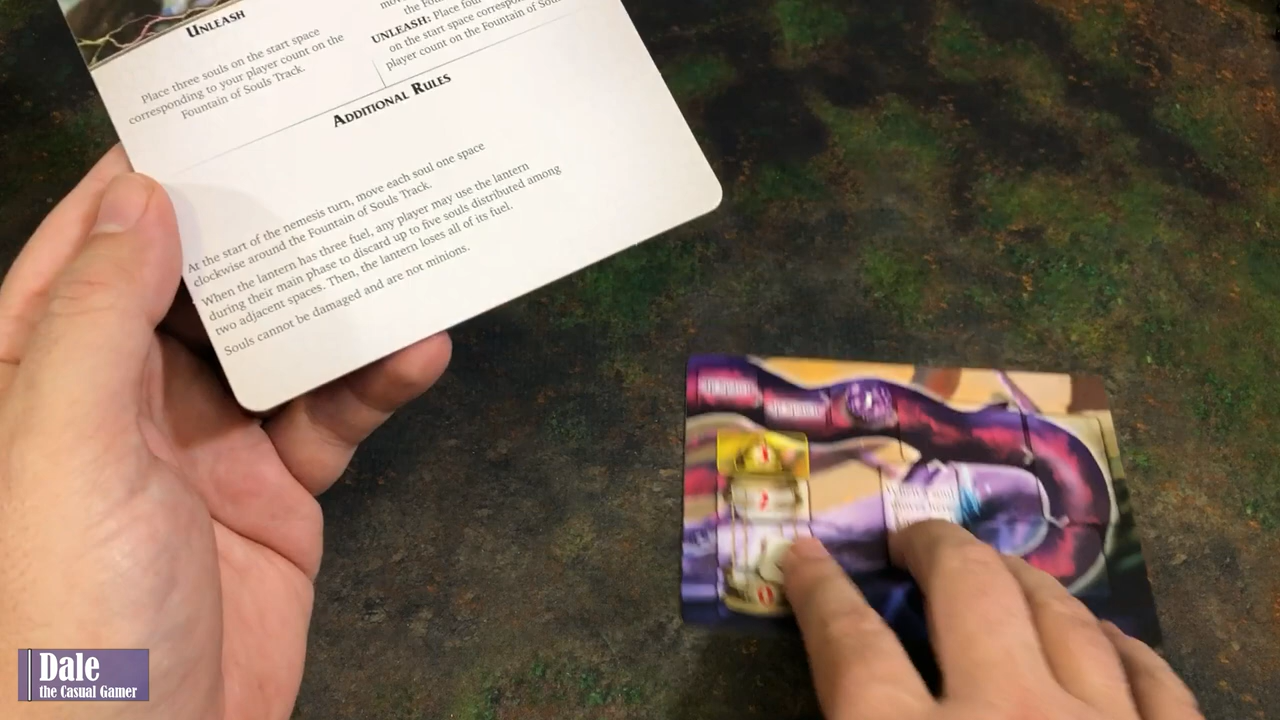 UNLEASH
Place three souls on the start space
corresponding to your player count on the
Fountain of Souls Track.
the Fou
UNLEASH: Place four
on the start space correspo
player count on the Fountain of Sou
ADDITIONAL RULES
At the start of the nemesis turn, move each soul one space
clockwise around the Fountain of Souls Track.
When the lantern has three fuel, any player may use the lantern
during their main phase to discard up to five souls distributed among
two adjacent spaces. Then, the lantern loses all of its fuel.
Souls cannot be damaged and are not minions.
Dale
the Casual Gamer